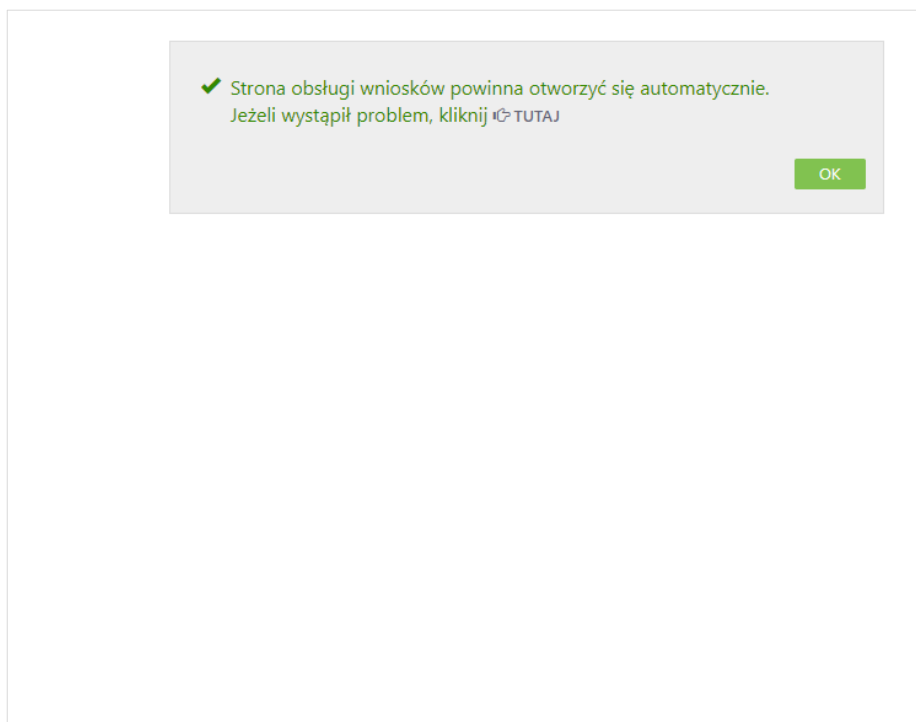 Strona obsługi wniosków powinna otworzyć się automatycznie.
Jeżeli wystąpił problem, kliknij TUTAJ
OK